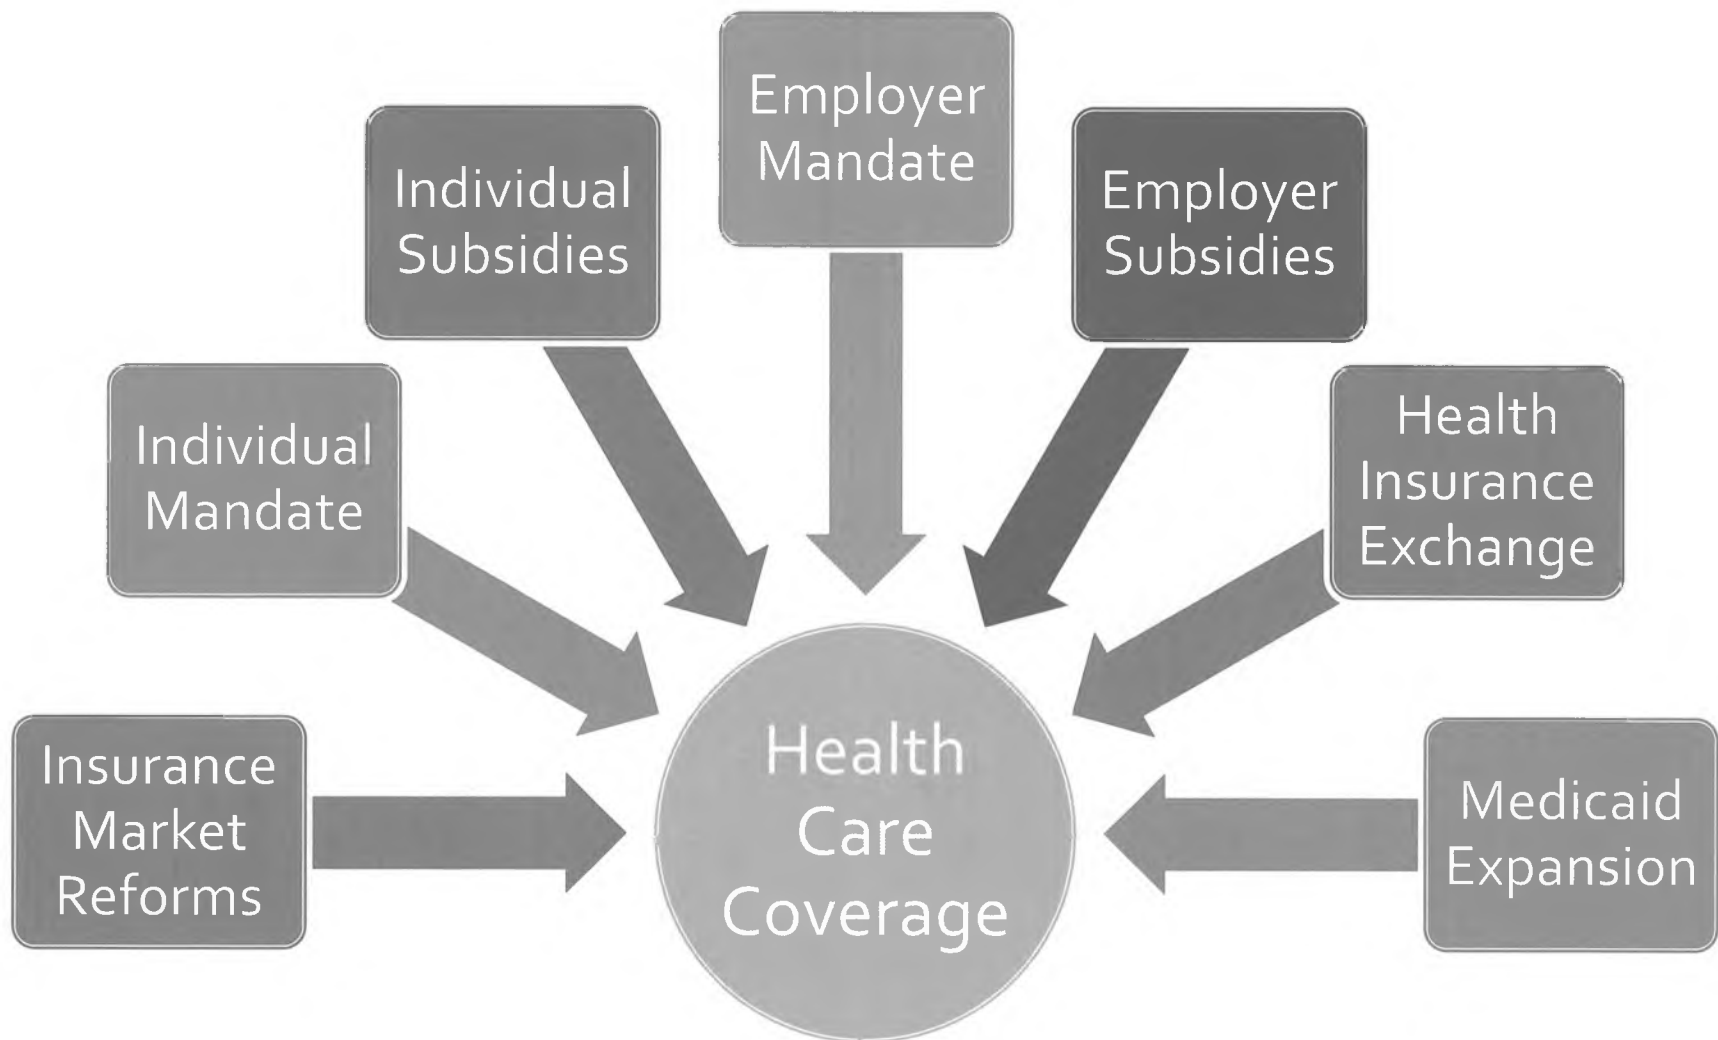 Employer
Mandate
Individual
Subsidies
Employer
Subsidies
Individual
Mandate
Health
Insurance
Exchange
Insurance
Market
Reforms
Health
Care
Coverage
Medicaid
Expansion